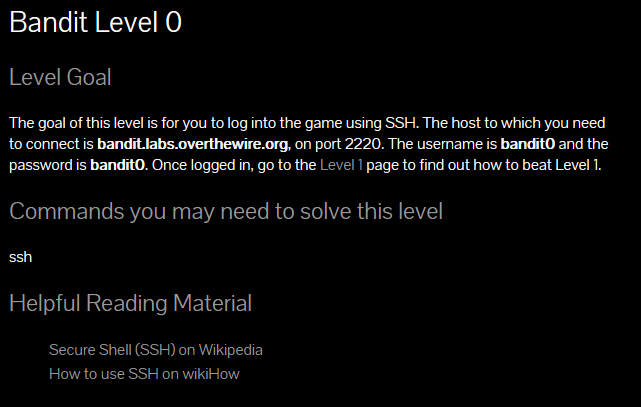 Bandit Level 0
Level Goal
The goal of this level is for you to log into the game using SSH. The host to which you need
to connect is bandit.labs.overthewire.org, on port 2220. The username is bandit0 and the
password is bandit0. Once logged in, go to the Level 1 page to find out how to beat Level 1.
Commands you may need to solve this level
ssh
Helpful Reading Material
Secure Shell (SSH) on Wikipedia
How to use SSH on wikiHow